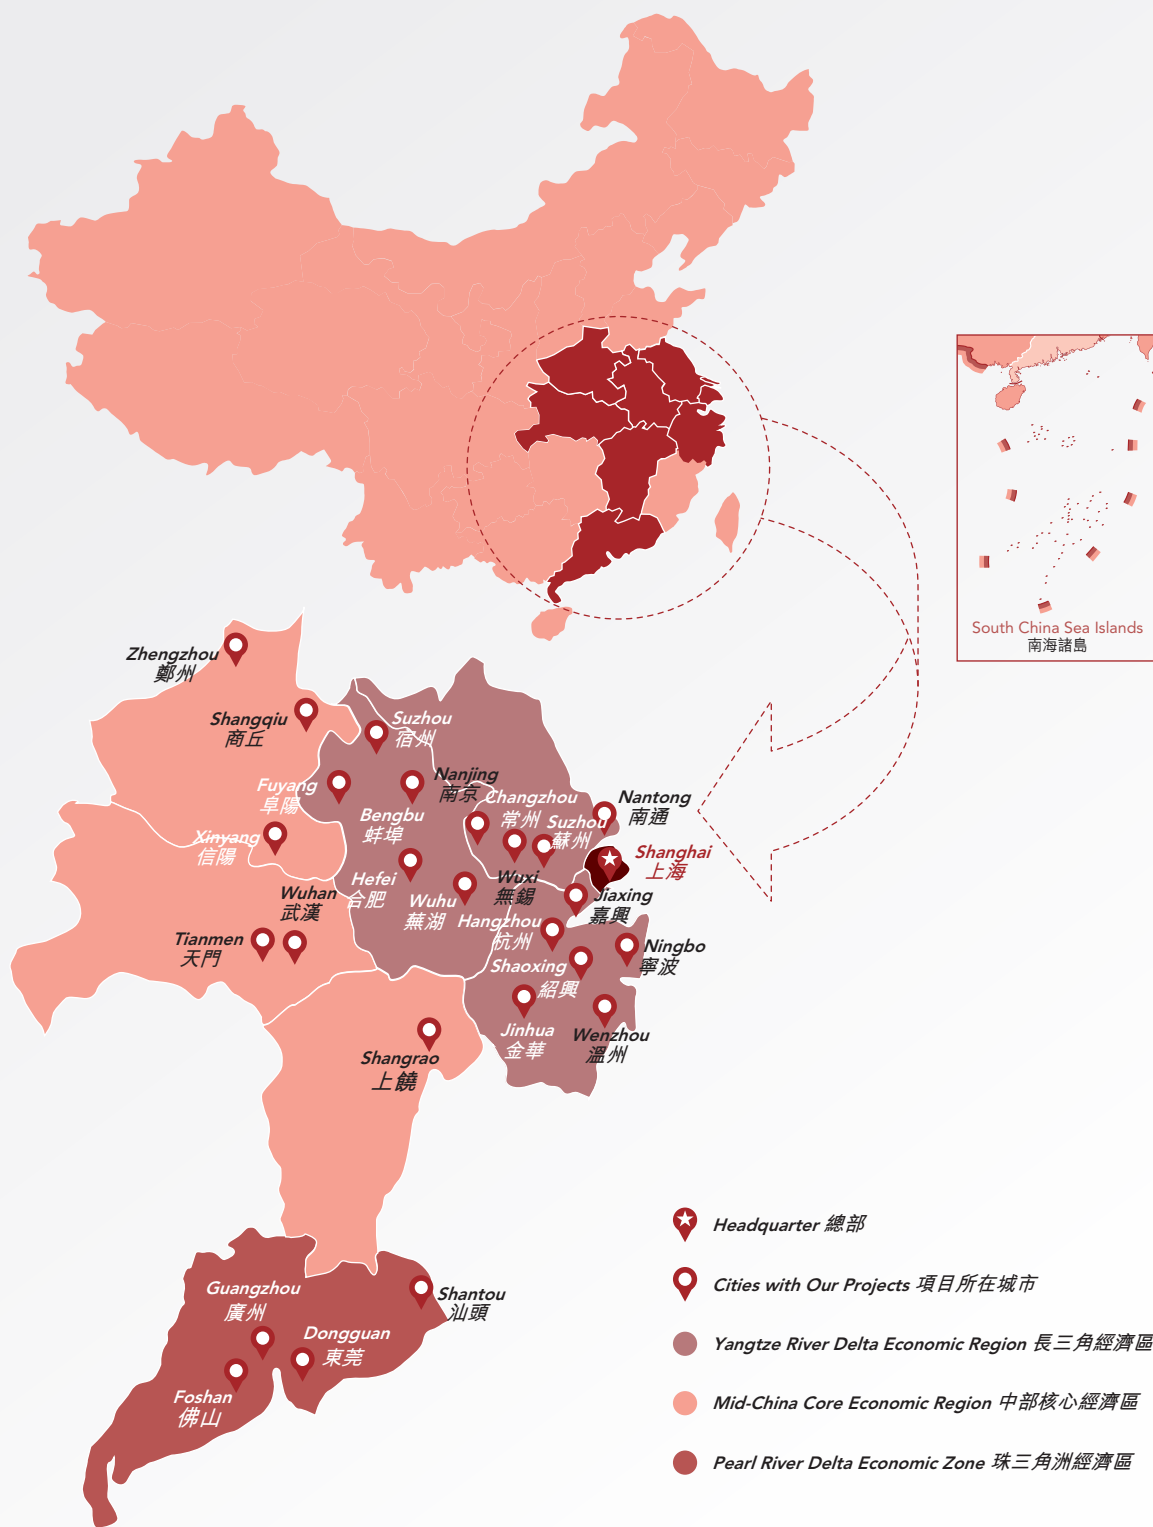 South China Sea Islands
南海諸島
Zhengzhou
鄭州
Shangqiu
商丘
Suzhou
宿州
Fuyang
阜陽
Nanjing
南京
Bengbu
蚌埠
Changzhou
常州
Suzhou
蘇州
Nantong
南通
Xinyang
信陽
Shanghai
上海
Hefei
合肥
Wuxi
無錫
Wuhu
蕪湖
Jiaxing
嘉興
Wuhan
武漢
Hangzhou
杭州
Tianmen
天門
Ningbo
寧波
Shaoxing
紹興
Jinhua
金華
Wenzhou
溫州
Shangrao
上饒
Guangzhou
廣州
Shantou
汕頭
Dongguan
東莞
Foshan
佛山
Headquarter 總部
Cities with Our Projects 項目所在城市
Yangtze River Delta Economic Region 長三角經濟區
Mid-China Core Economic Region 中部核心經濟區
Pearl River Delta Economic Zone 珠三角洲經濟區